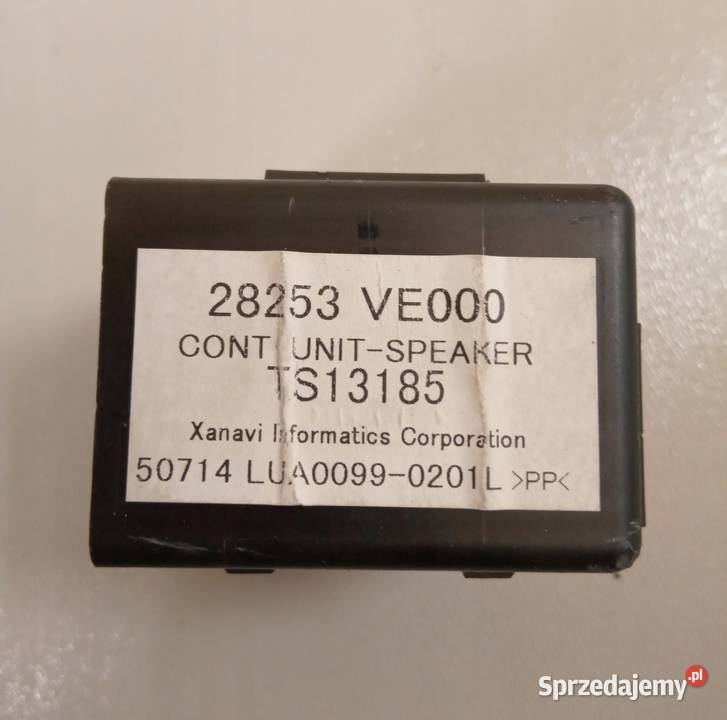 28253 VE000
CONT UNIT-SPEAKER
TS13185
Xanavi Informatics Corporation
50714 LUA0099-0201L >PP<
Sprzedajemy.pl